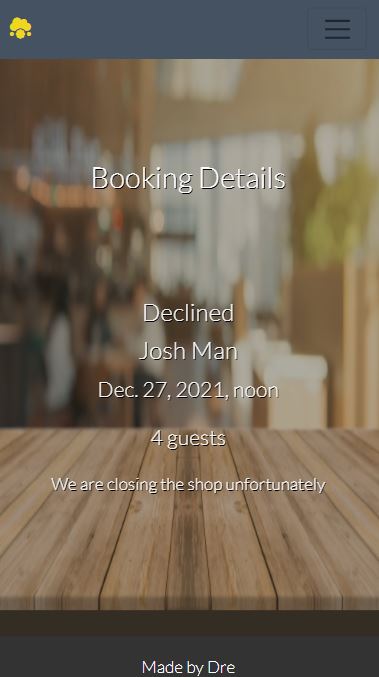 Booking Details
Declined
Josh Man
Dec. 27, 2021, noon
4 guests
We are closing the shop unfortunately
Made by Dre